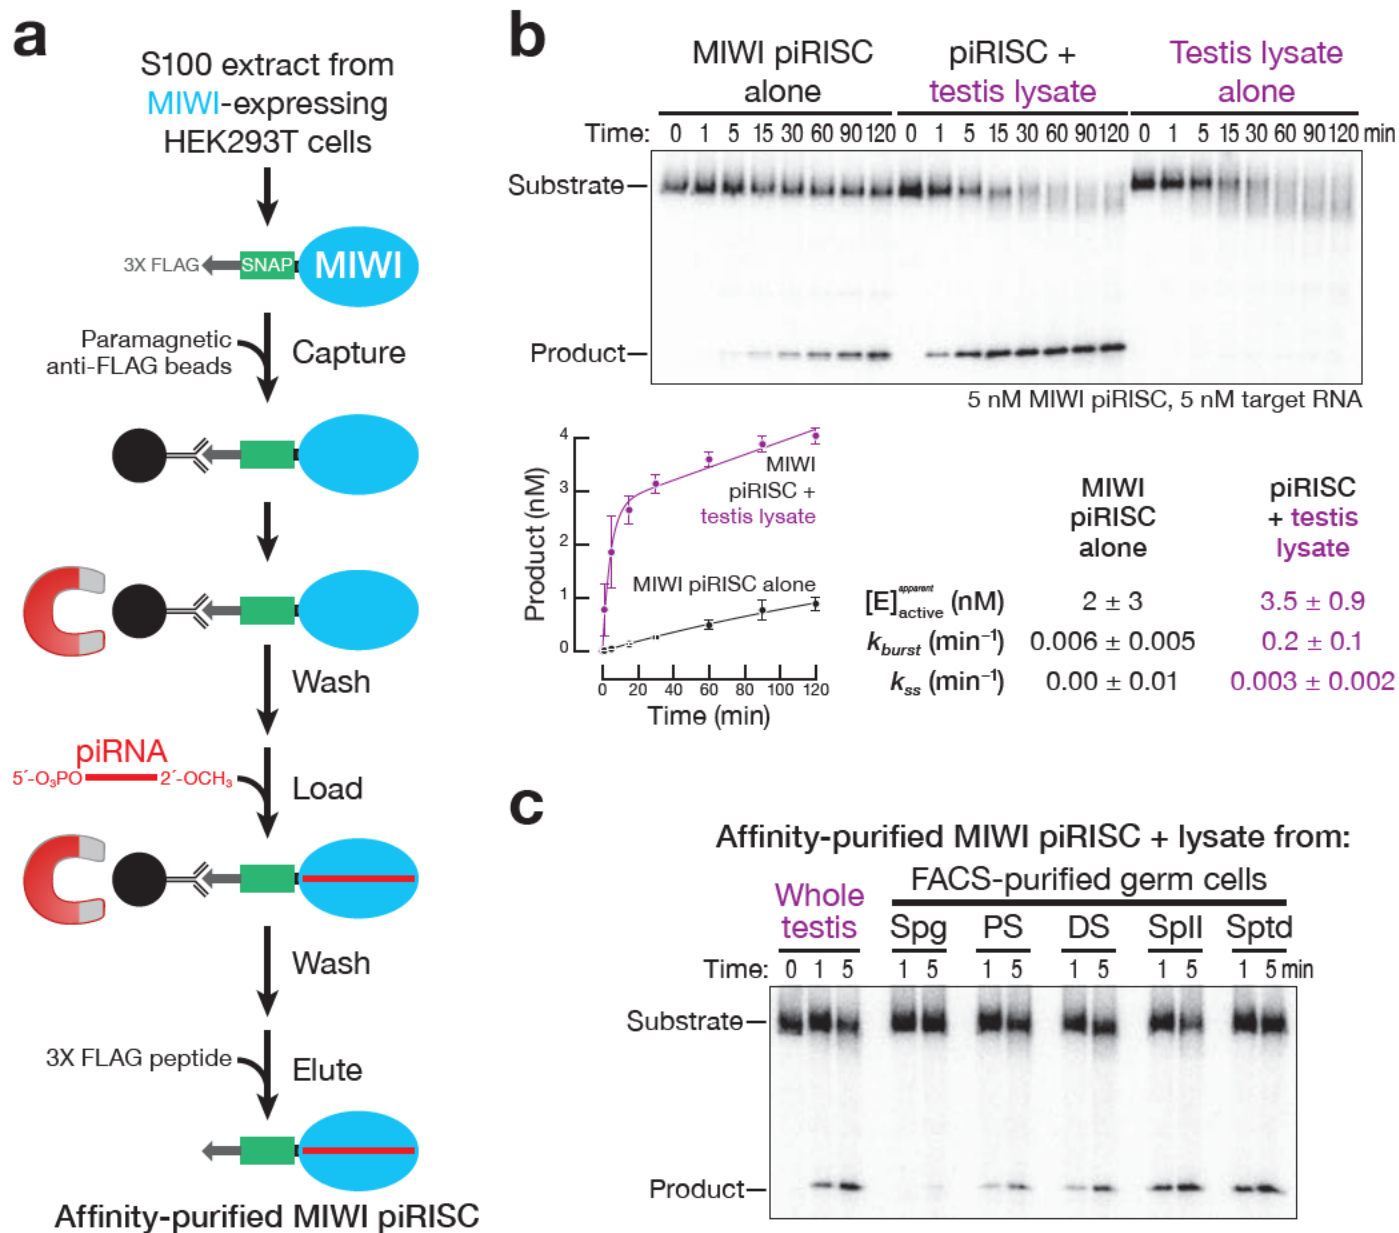 a
S100 extract from
MIWI-expressing
HEK293T cells
3X FLAG
SNAP
MIWI
Paramagnetic
anti-FLAG beads
Capture
Wash
piRNA
5´-O₃PO
2´-OCH₃
Load
Wash
3X FLAG peptide
Elute
Affinity-purified MIWI piRISC
b
MIWI piRISC
alone
piRISC +
testis lysate
Testis lysate
alone
Time: 0 1 5 15 30 60 90 120 0 1 5 15 30 60 90 120 0 1 5 15 30 60 90 120 min
Substrate
Product
5 nM MIWI piRISC, 5 nM target RNA
Product (nM)
4
3
2
1
0
MIWI
piRISC +
testis lysate
MIWI piRISC alone
0 20 40 60 80 100 120
Time (min)
MIWI
piRISC
alone
piRISC
+ testis
lysate
[E]apparent active (nM) 2 ± 3 3.5 ± 0.9
kburst (min⁻¹) 0.006 ± 0.005 0.2 ± 0.1
kss (min⁻¹) 0.00 ± 0.01 0.003 ± 0.002
c
Affinity-purified MIWI piRISC + lysate from:
Whole
testis
FACS-purified germ cells
Spg PS DS SpII Sptd
Time: 0 1 5 1 5 1 5 1 5 1 5 1 5 min
Substrate
Product